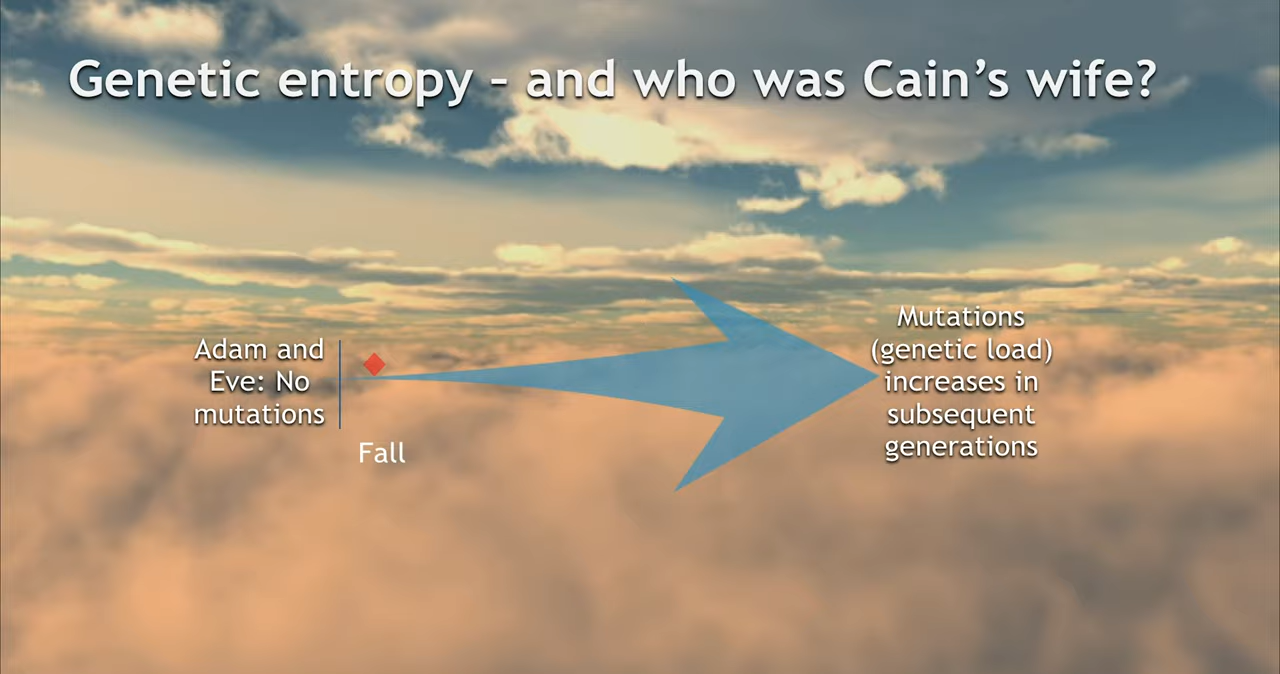 Genetic entropy – and who was Cain’s wife?
Adam and
Eve: No
mutations
Fall
Mutations
(genetic load)
increases in
subsequent
generations